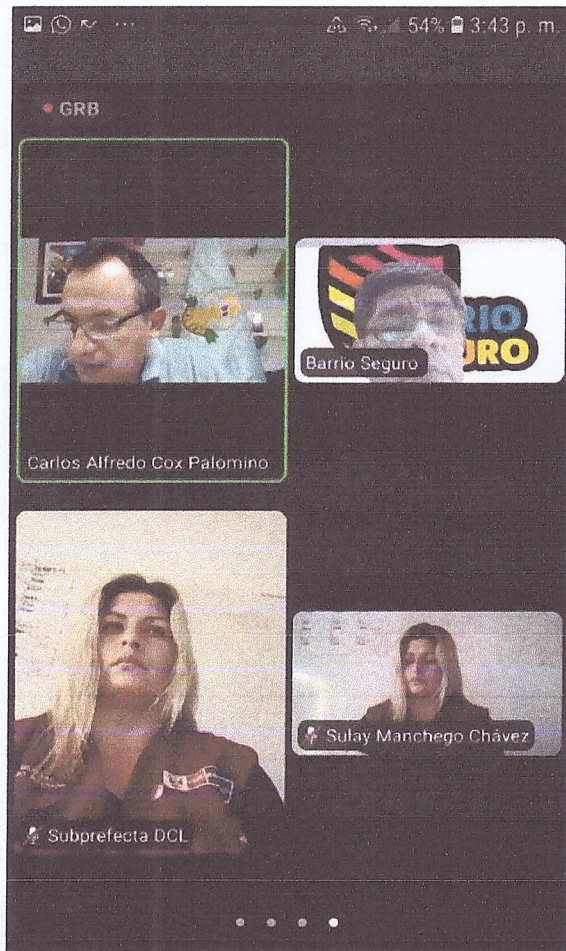 54% 3:43 p. m.
GRB
RIO
URO
Barrio Seguro
Carlos Alfredo Cox Palomino
Sulay Manchego Chávez
Subprefecta DCL